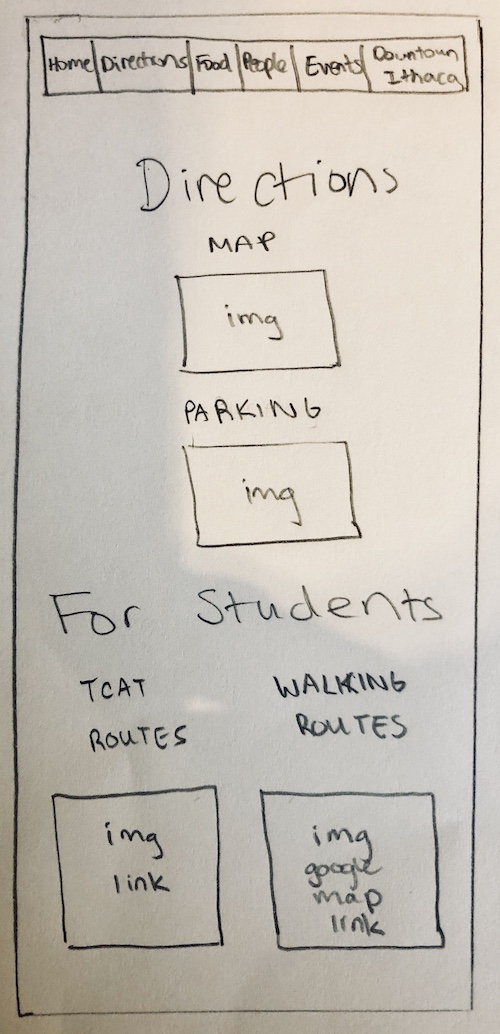 Home Directions Food People Events Downtown
Ithaca
Directions
MAP
img
PARKING
img
For Students
TCAT
ROUTES
WALKING
ROUTES
img
link
img
google
map
link